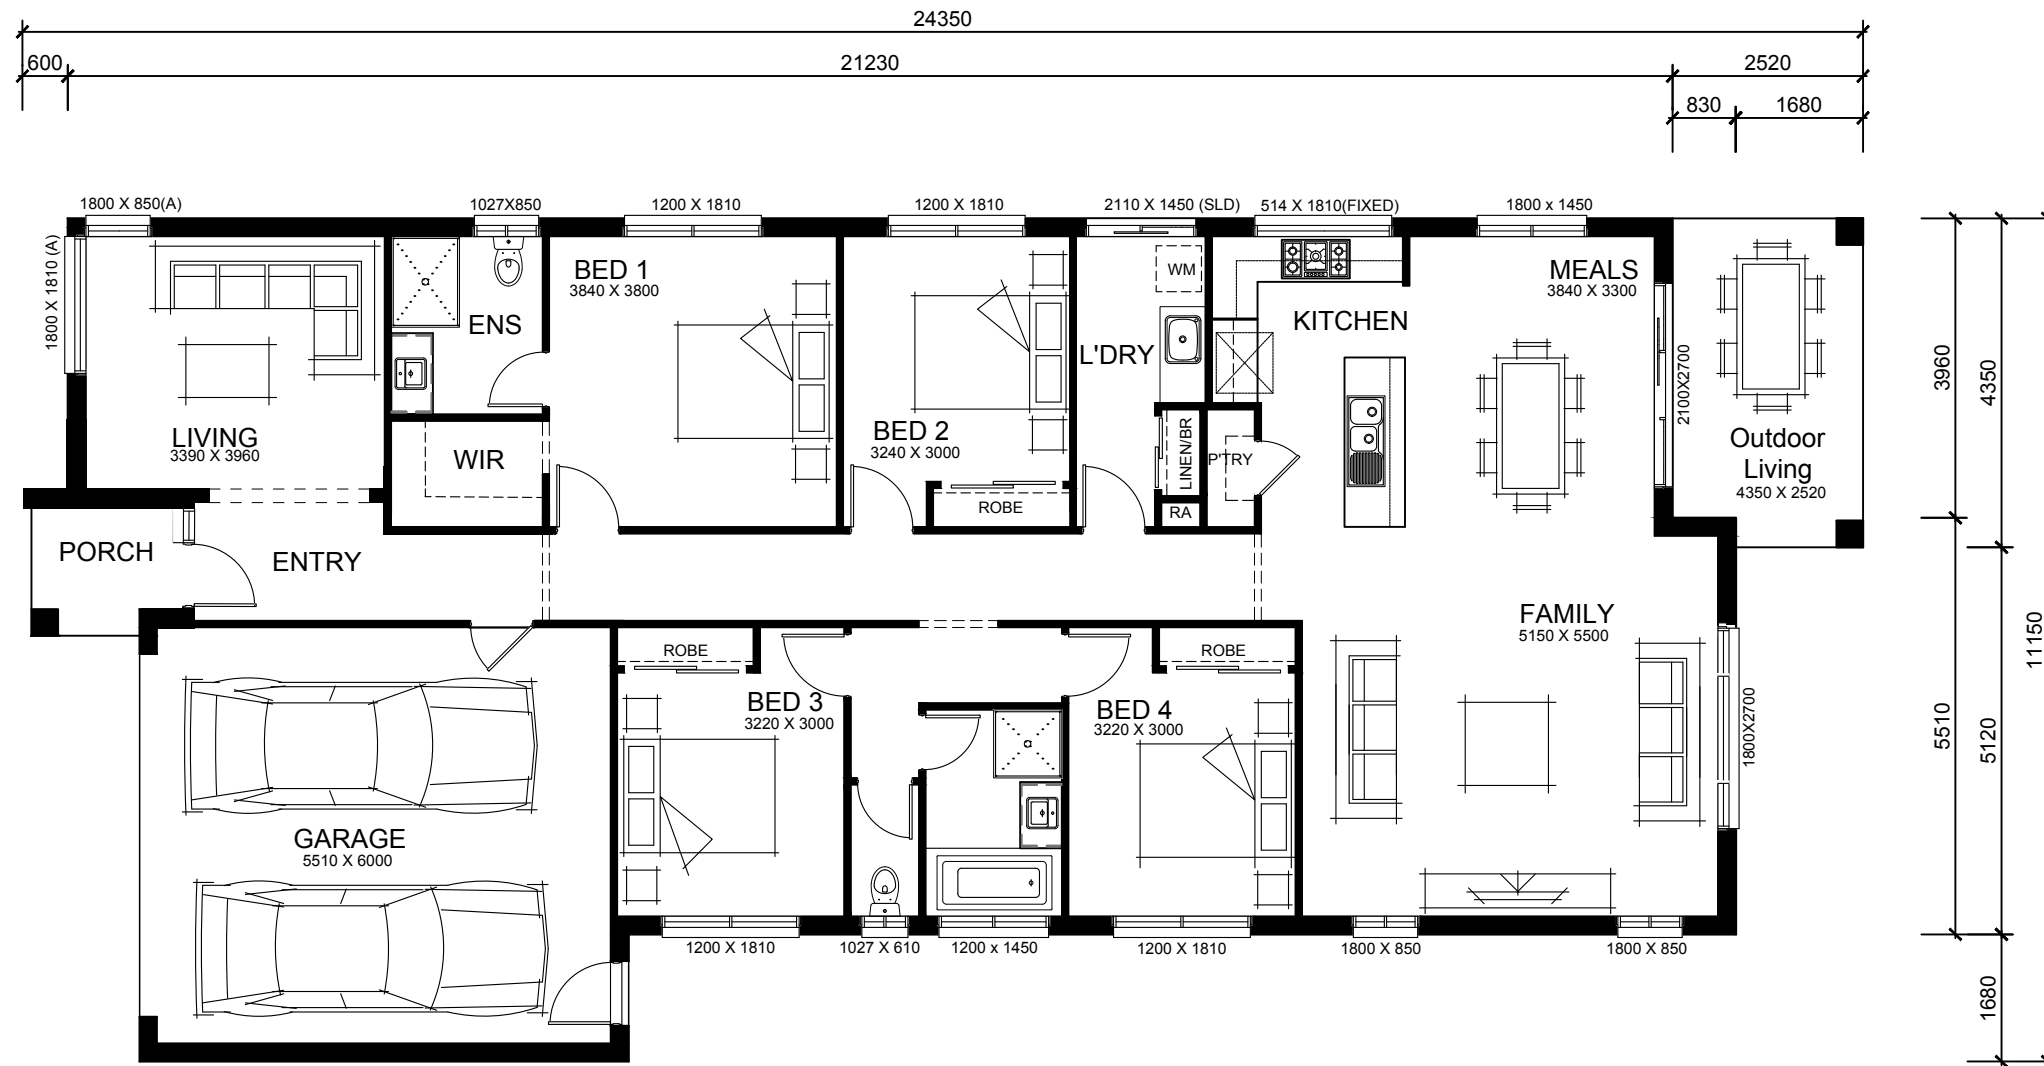 24350
600
21230
2520
830
1680
1800 X 850(A)
1027X850
1200 X 1810
1200 X 1810
2110 X 1450 (SLD)
514 X 1810(FIXED)
1800 x 1450
1800 X 1810 (A)
BED 1
3840 X 3800
WM
MEALS
3840 X 3300
ENS
KITCHEN
L'DRY
2100X2700
3960
4350
LIVING
3390 X 3960
WIR
BED 2
3240 X 3000
LINEN/BR
P'TRY
Outdoor
Living
4350 X 2520
ROBE
RA
PORCH
ENTRY
FAMILY
5150 X 5500
ROBE
ROBE
11150
BED 3
3220 X 3000
BED 4
3220 X 3000
1800X2700
5510
5120
GARAGE
5510 X 6000
1200 X 1810
1027 X 610
1200 x 1450
1200 X 1810
1800 X 850
1800 X 850
1680